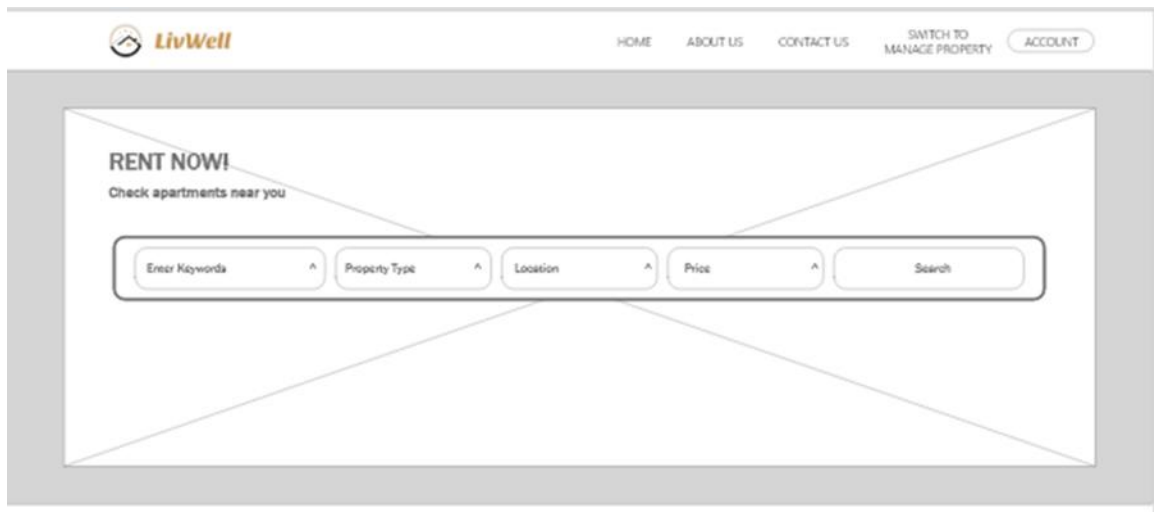 LivWell
HOME ABOUT US CONTACT US SWITCH TO
MANAGE PROPERTY ACCOUNT
RENT NOW!
Check apartments near you
Enter Keywords ^ Property Type ^ Location ^ Price ^ Search